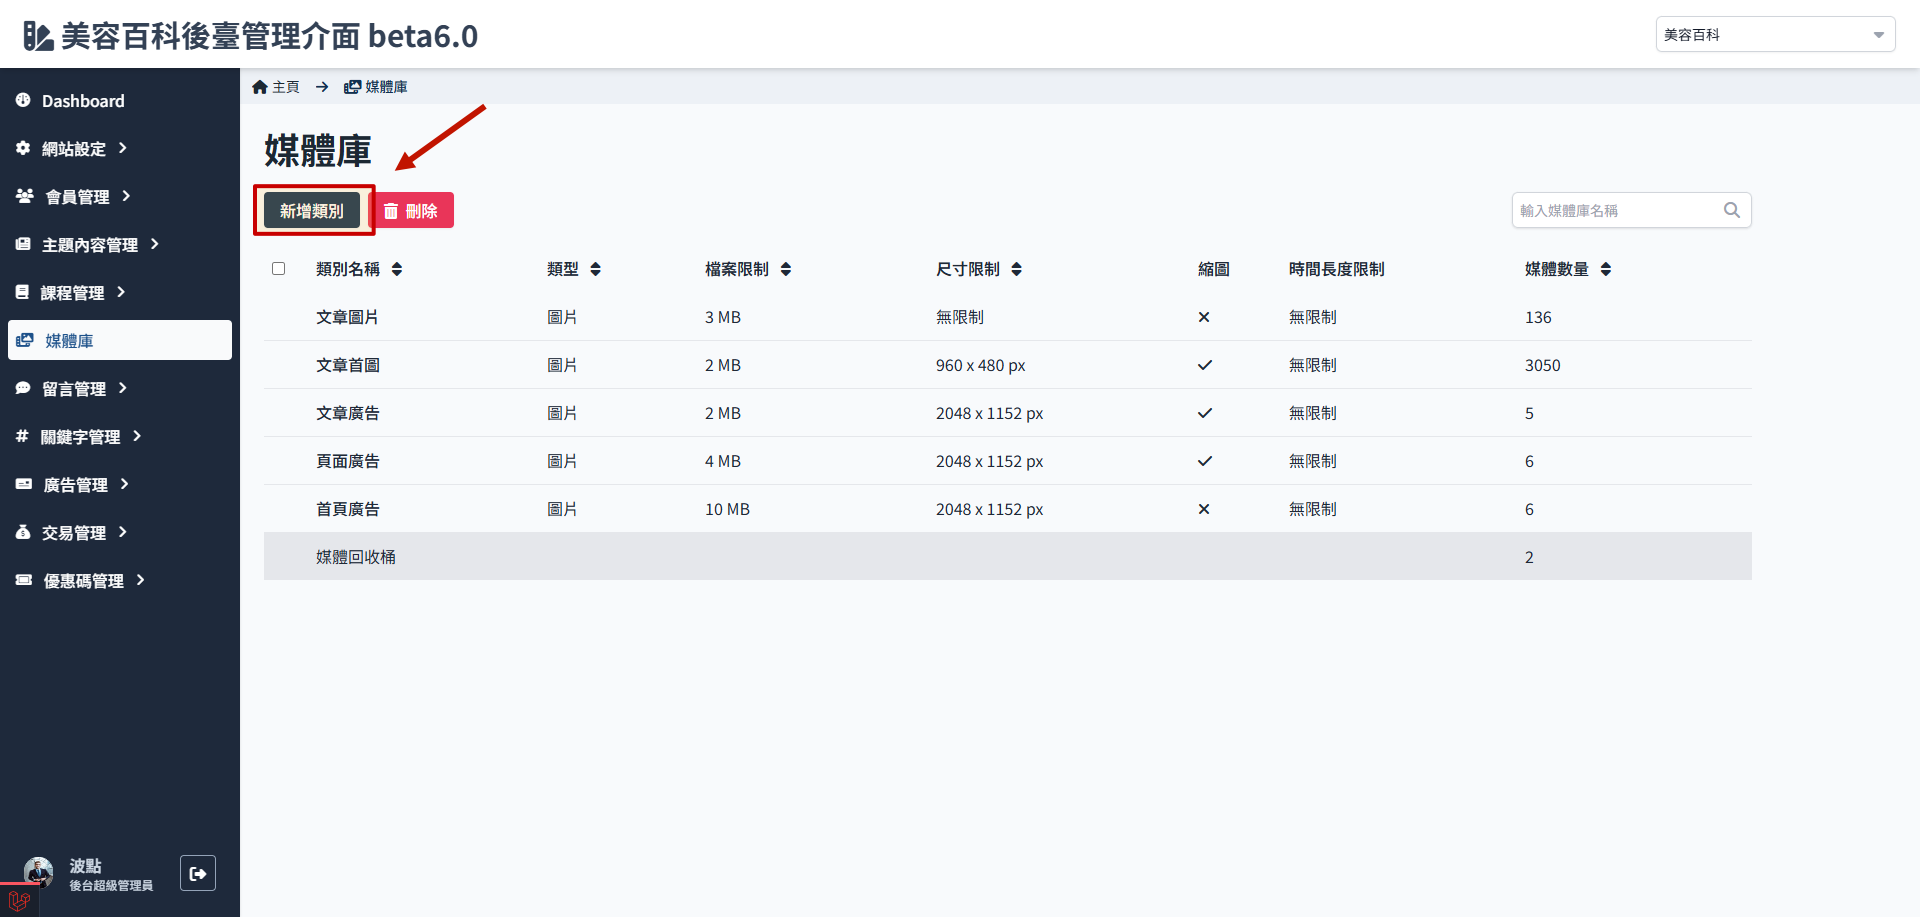 美容百科後臺管理介面 beta6.0
美容百科
Dashboard
網站設定
會員管理
主題內容管理
課程管理
媒體庫
留言管理
關鍵字管理
廣告管理
交易管理
優惠碼管理
波點
後台超級管理員
主頁 → 媒體庫
媒體庫
新增類別 刪除
輸入媒體庫名稱
類別名稱 類型 檔案限制 尺寸限制 縮圖 時間長度限制 媒體數量
文章圖片 圖片 3 MB 無限制 無限制 136
文章首圖 圖片 2 MB 960 x 480 px 無限制 3050
文章廣告 圖片 2 MB 2048 x 1152 px 無限制 5
頁面廣告 圖片 4 MB 2048 x 1152 px 無限制 6
首頁廣告 圖片 10 MB 2048 x 1152 px 無限制 6
媒體回收桶 2